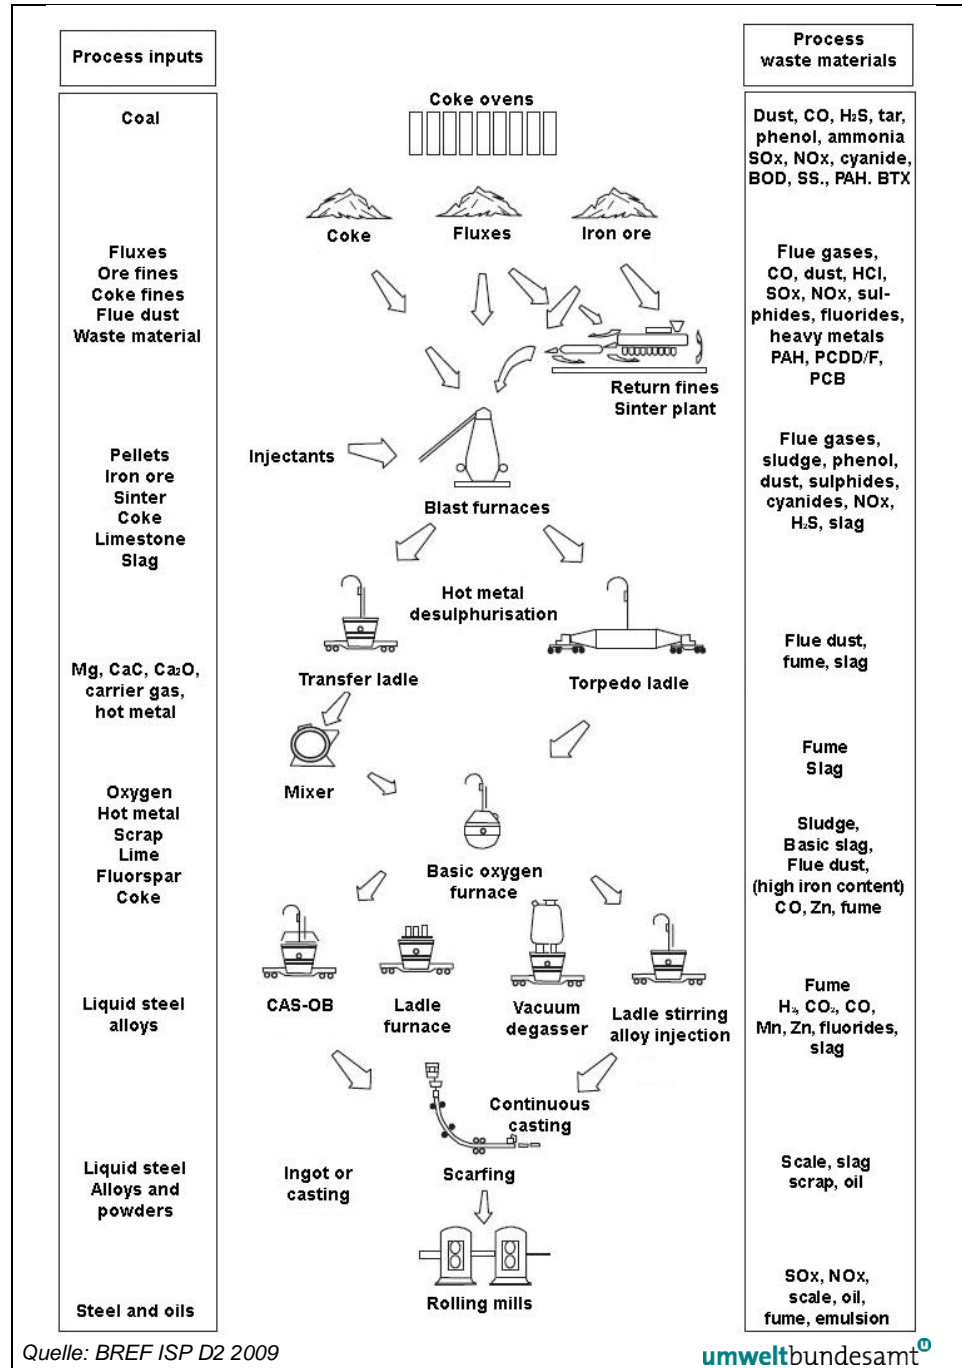 Process inputs
Coal
Fluxes
Ore fines
Coke fines
Flue dust
Waste material
Pellets
Iron ore
Sinter
Coke
Limestone
Slag
Mg, CaC, Ca₂O,
carrier gas,
hot metal
Oxygen
Hot metal
Scrap
Lime
Fluorspar
Coke
Liquid steel
alloys
Liquid steel
Alloys and
powders
Steel and oils
Coke ovens
Coke
Fluxes
Iron ore
Return fines
Sinter plant
Injectants
Blast furnaces
Hot metal
desulphurisation
Transfer ladle
Torpedo ladle
Mixer
Basic oxygen
furnace
CAS-OB
Ladle
furnace
Vacuum
degasser
Ladle stirring
alloy injection
Continuous
casting
Ingot or
casting
Scarfing
Rolling mills
Process
waste materials
Dust, CO, H₂S, tar,
phenol, ammonia
SOx, NOx, cyanide,
BOD, SS., PAH. BTX
Flue gases,
CO, dust, HCl,
SOx, NOx, sul-
phides, fluorides,
heavy metals
PAH, PCDD/F,
PCB
Flue gases,
sludge, phenol,
dust, sulphides,
cyanides, NOx,
H₂S, slag
Flue dust,
fume, slag
Fume
Slag
Sludge,
Basic slag,
Flue dust,
(high iron content)
CO, Zn, fume
Fume
H₂, CO₂, CO,
Mn, Zn, fluorides,
slag
Scale, slag
scrap, oil
SOx, NOx,
scale, oil,
fume, emulsion
Quelle: BREF ISP D2 2009
umweltbundesamt